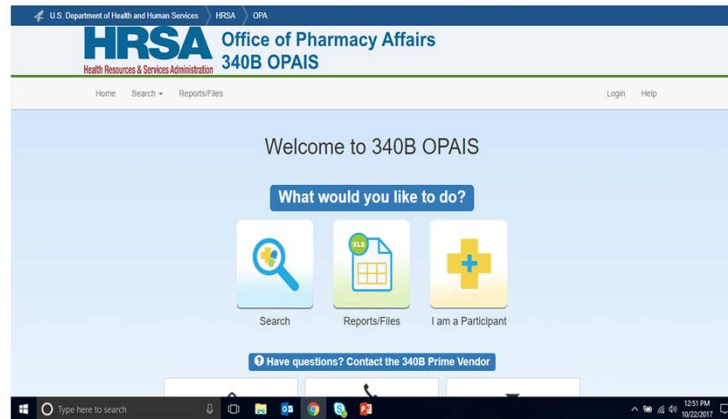 U.S. Department of Health and Human Services HRSA OPA
HRSA
Health Resources & Services Administration
Office of Pharmacy Affairs
340B OPAIS
Home Search Reports/Files Login Help
Welcome to 340B OPAIS
What would you like to do?
XLS
Search Reports/Files I am a Participant
? Have questions? Contact the 340B Prime Vendor
Type here to search
12:51 PM
10/22/2017